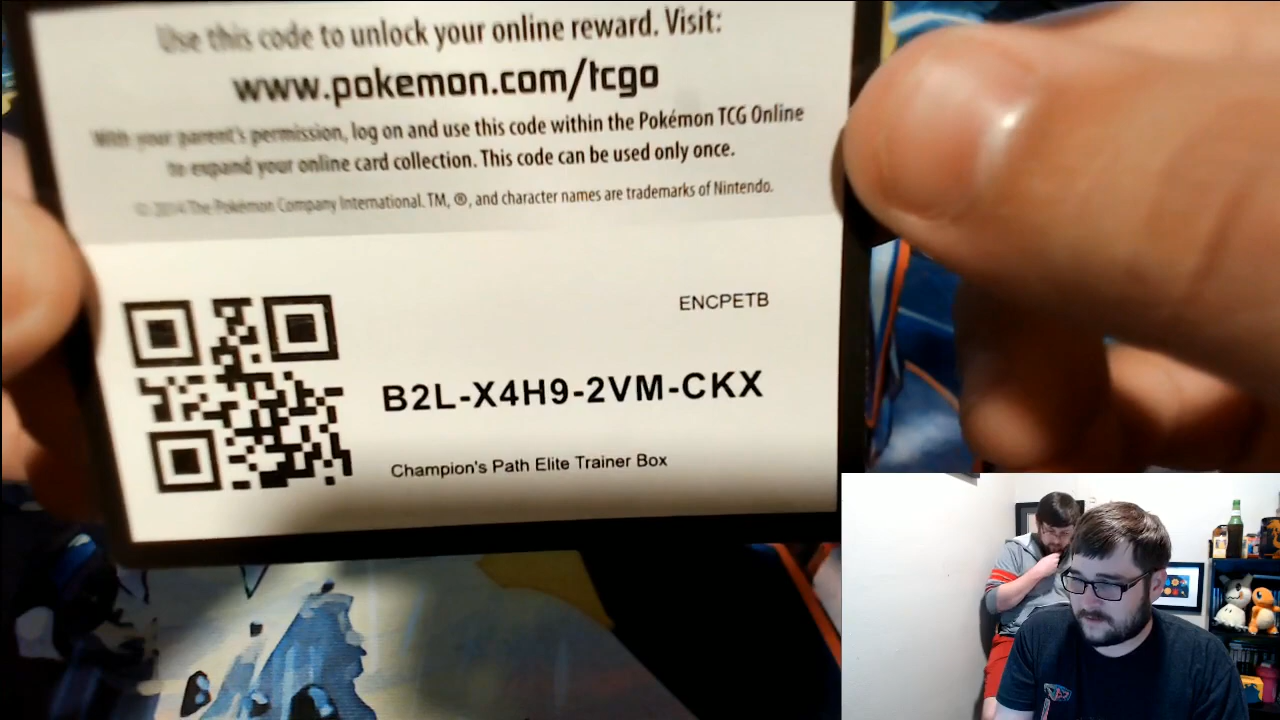 Use this code to unlock your online reward. Visit:
www.pokemon.com/tcgo
With your parent's permission, log on and use this code within the Pokémon TCG Online
to expand your online card collection. This code can be used only once.
© 2014 The Pokémon Company International. TM, ®, and character names are trademarks of Nintendo.
ENCPETB
B2L-X4H9-2VM-CKX
Champion's Path Elite Trainer Box